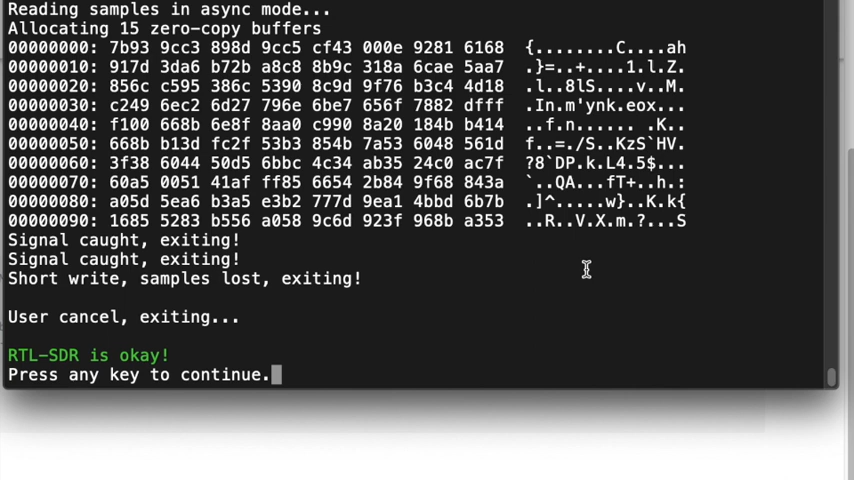 Reading samples in async mode...
Allocating 15 zero-copy buffers
00000000: 7b93 9cc3 898d 9cc5 cf43 000e 9281 6168  {........C....ah
00000010: 917d 3da6 b72b a8c8 8b9c 318a 6cae 5aa7  .}=..+....1.l.Z.
00000020: 856c c595 386c 5390 8c9d 9f76 b3c4 4d18  .l..8lS....v..M.
00000030: c249 6ec2 6d27 796e 6be7 656f 7882 dfff  .In.m'ynk.eox...
00000040: f100 668b 6e8f 8aa0 c990 8a20 184b b414  ..f.n...... .K..
00000050: 668b b13d fc2f 53b3 854b 7a53 6048 561d  f..=./S..KzS`HV.
00000060: 3f38 6044 50d5 6bbc 4c34 ab35 24c0 ac7f  ?8`DP.k.L4.5$...
00000070: 60a5 0051 41af ff85 6654 2b84 9f68 843a  `..QA...fT+..h.:
00000080: a05d 5ea6 b3a5 e3b2 777d 9ea1 4bbd 6b7b  .]^.....w}..K.k{
00000090: 1685 5283 b556 a058 9c6d 923f 968b a353  ..R..V.X.m.?...S
Signal caught, exiting!
Signal caught, exiting!
Short write, samples lost, exiting!
User cancel, exiting...
RTL-SDR is okay!
Press any key to continue.